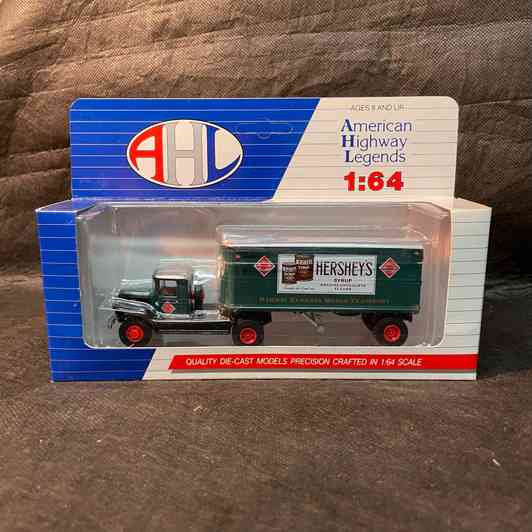 AHL
AGES 8 AND UP
American
Highway
Legends
1:64
HERSHEY'S
SYRUP
QUALITY DIE-CAST MODELS PRECISION CRAFTED IN 1:64 SCALE